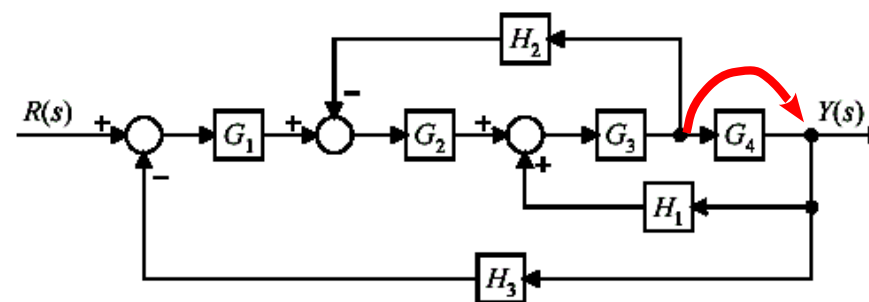 H₂
R(s) + − + + Y(s)
G₁ G₂ G₃ G₄
− +
H₁
H₃